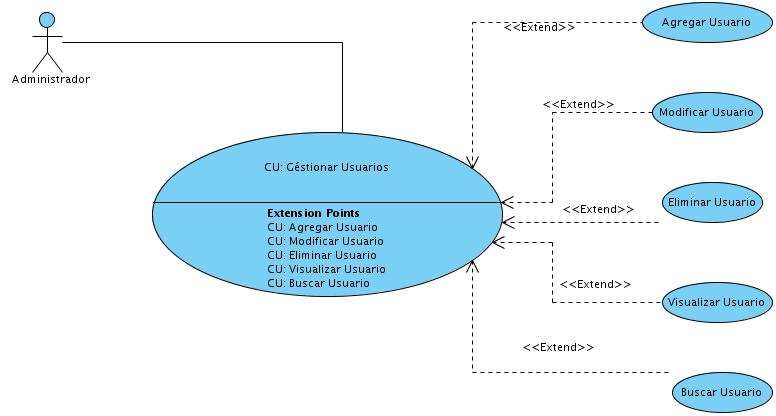 Agregar Usuario
<<Extend>>
Administrador
<<Extend>>
Modificar Usuario
CU: Géstionar Usuarios
Extension Points
CU: Agregar Usuario
CU: Modificar Usuario
CU: Eliminar Usuario
CU: Visualizar Usuario
CU: Buscar Usuario
<<Extend>>
Eliminar Usuario
<<Extend>>
Visualizar Usuario
<<Extend>>
Buscar Usuario